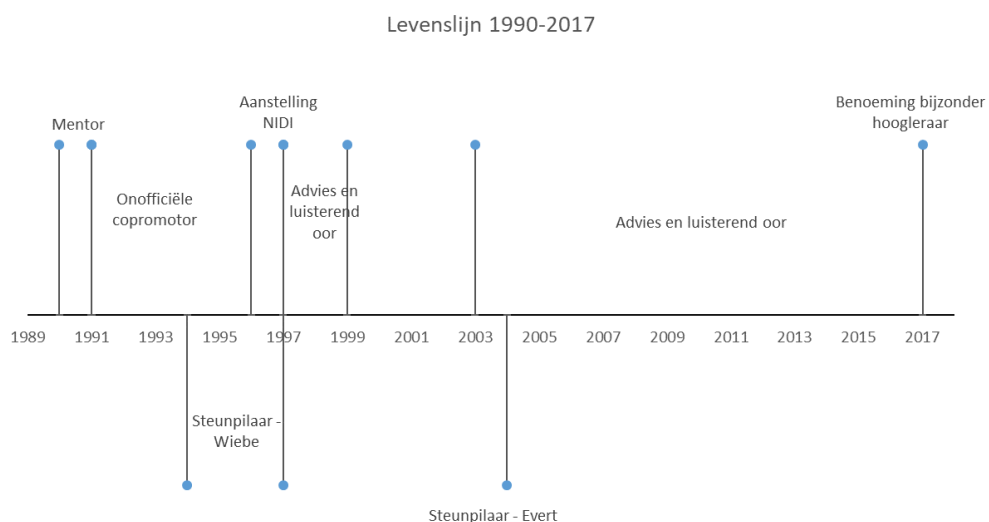 Levenslijn 1990-2017
Aanstelling
NIDI
Benoeming bijzonder
hoogleraar
Mentor
Onofficiële
copromotor
Advies en
luisterend
oor
Advies en luisterend oor
1989 1991 1993 1995 1997 1999 2001 2003 2005 2007 2009 2011 2013 2015 2017
Steunpilaar -
Wiebe
Steunpilaar - Evert